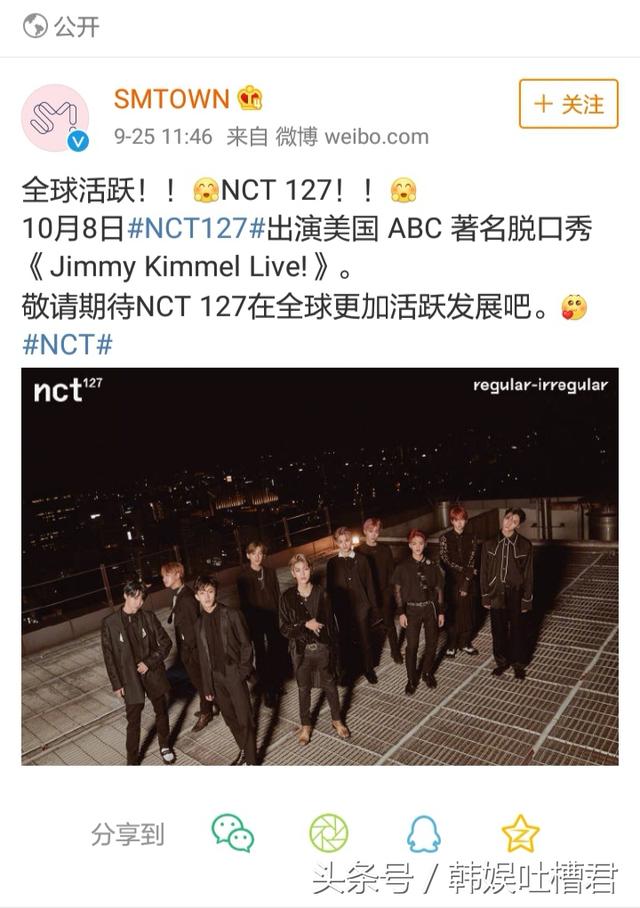 公开
SMTOWN
+ 关注
9-25 11:46 来自 微博 weibo.com
全球活跃！！NCT 127！！
10月8日#NCT127#出演美国 ABC 著名脱口秀
《Jimmy Kimmel Live!》。
敬请期待NCT 127在全球更加活跃发展吧。
#NCT#
nct127
regular-irregular
分享到
头条号 / 韩娱吐槽君